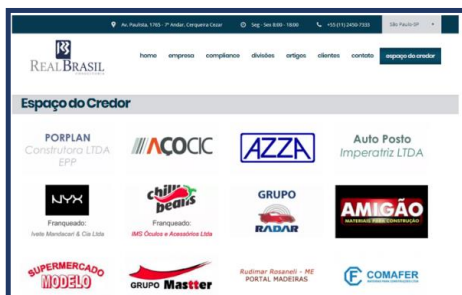 Av. Paulista, 1765 - 7º Andar, Cerqueira Cesar
Seg - Sex 8:00 - 18:00
+55 (11) 2450-7333
São Paulo-SP
REALBRASIL
home empresa compliance divisões artigos clientes contato espaço do credor
Espaço do Credor
PORPLAN
Construtora LTDA
EPP
AÇOCIC
AZZA
Auto Posto
Imperatriz LTDA
NYX
Franqueado:
Ivete Mendacari & Cia Ltda
chilli beans
Franqueado:
IMS Óculos e Acessórios Ltda
GRUPO
RADAR
AMIGÃO
MATERIAIS PARA CONSTRUÇÃO
SUPERMERCADO
MODELO
GRUPO Mastter
Rudimar Rosaneli - ME
PORTAL MADEIRAS
COMAFER